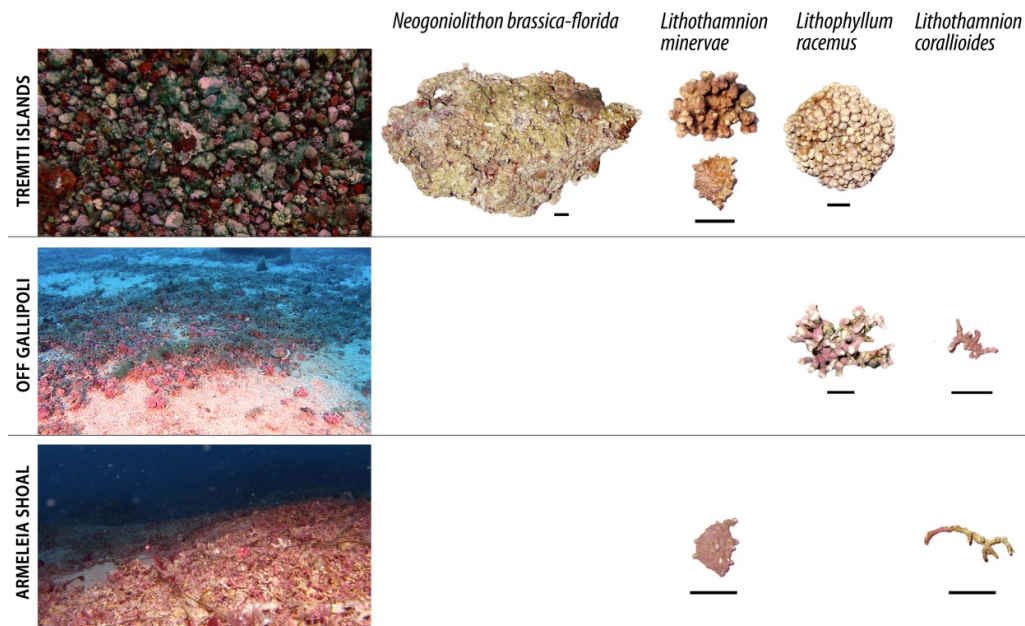 Neogoniolithon brassica-florida
Lithothamnion
minervae
Lithophyllum
racemus
Lithothamnion
corallioides
TREMITI ISLANDS
OFF GALLIPOLI
ARMELEIA SHOAL